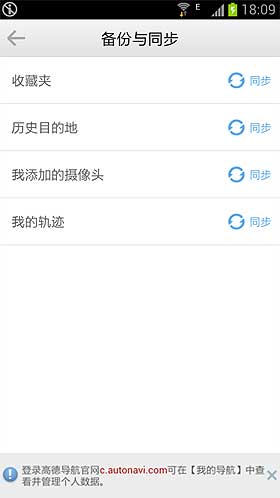 E 18:09
备份与同步
收藏夹 同步
历史目的地 同步
我添加的摄像头 同步
我的轨迹 同步
登录高德导航官网c.autonavi.com可在【我的导航】中查
看并管理个人数据。